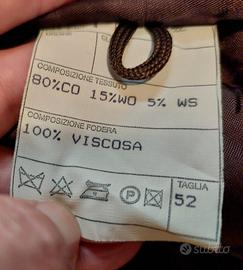 COMPOSIZIONE TESSUTO
80%CO 15%WO 5% WS
COMPOSIZIONE FODERA
100% VISCOSA
TAGLIA
P
52
subito